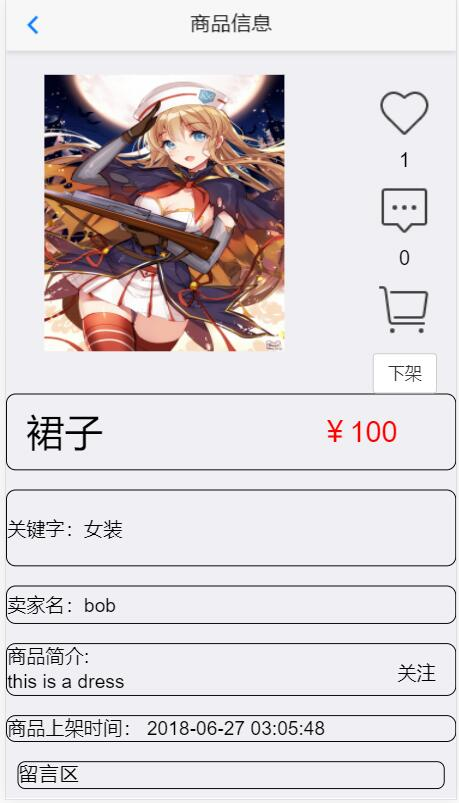 商品信息
1
0
下架
裙子
¥ 100
关键字：女装
卖家名：bob
商品简介:
this is a dress
关注
商品上架时间： 2018-06-27 03:05:48
留言区